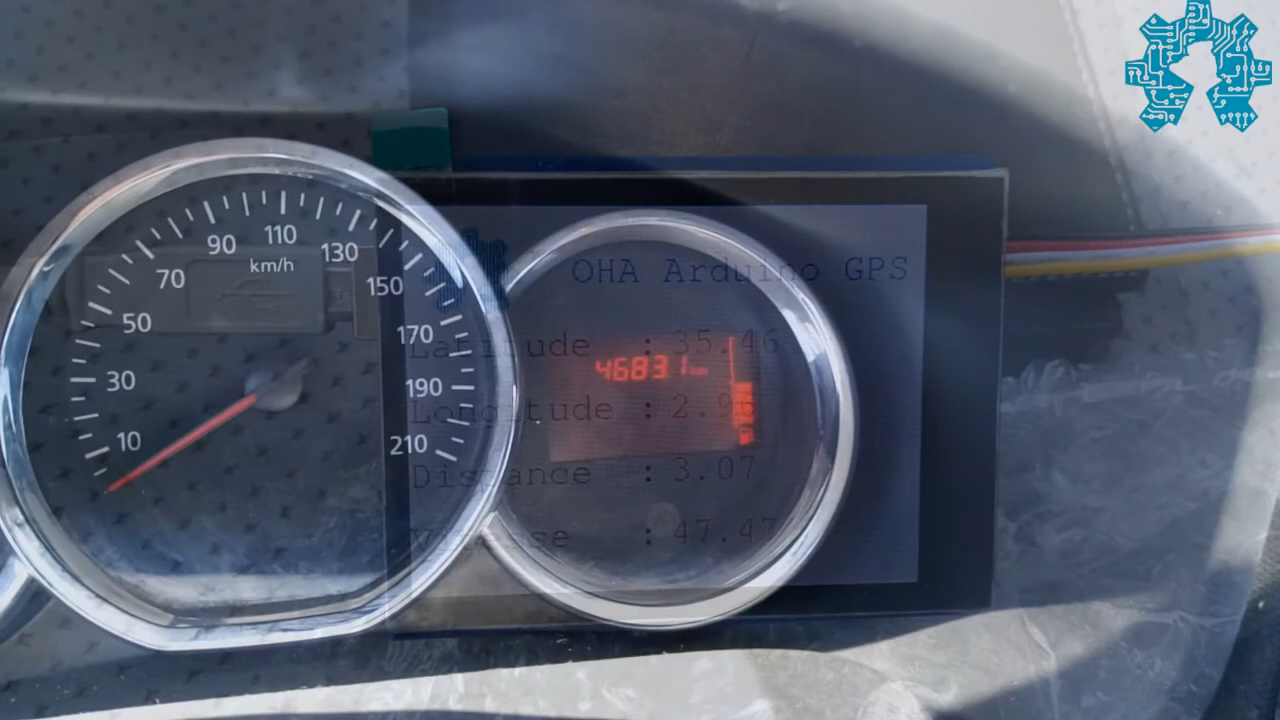 10
30
50
70
90
110
130
150
170
190
210
km/h
46831
OHA Arduino GPS
Latitude : 35.46
Longitude : 2.96
Distance : 3.07
: 47.47